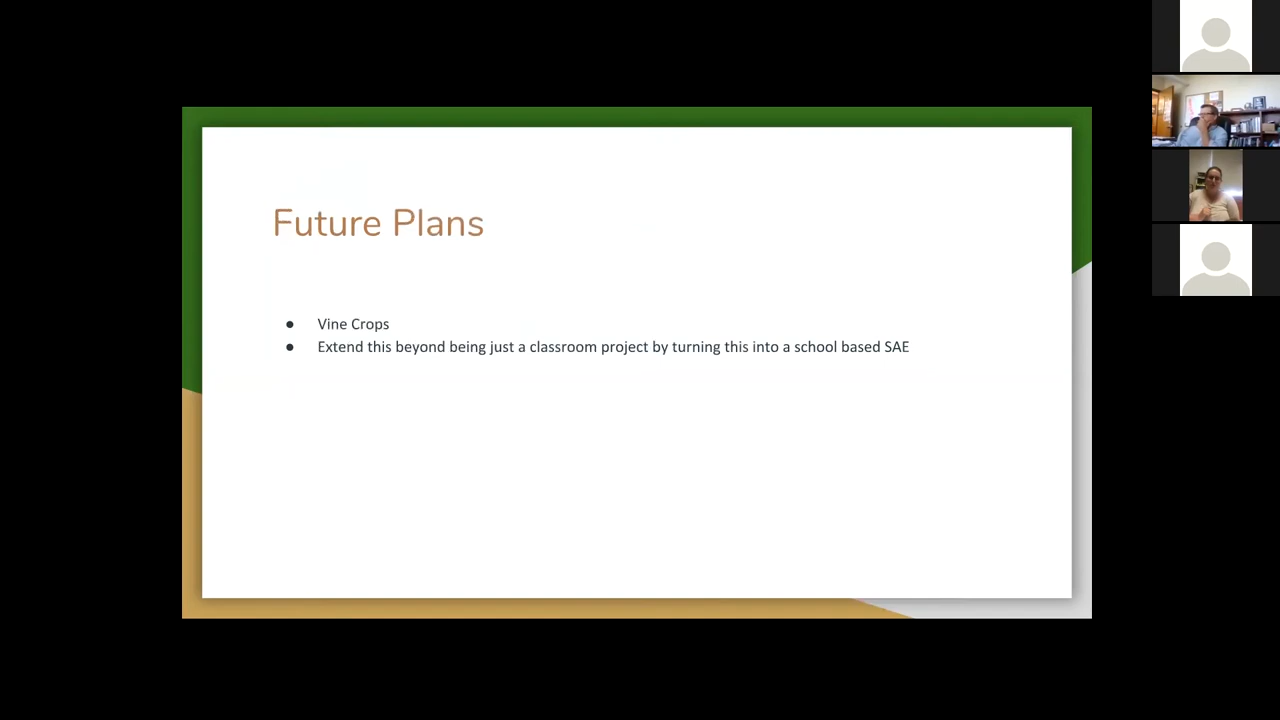 Future Plans
● Vine Crops
● Extend this beyond being just a classroom project by turning this into a school based SAE